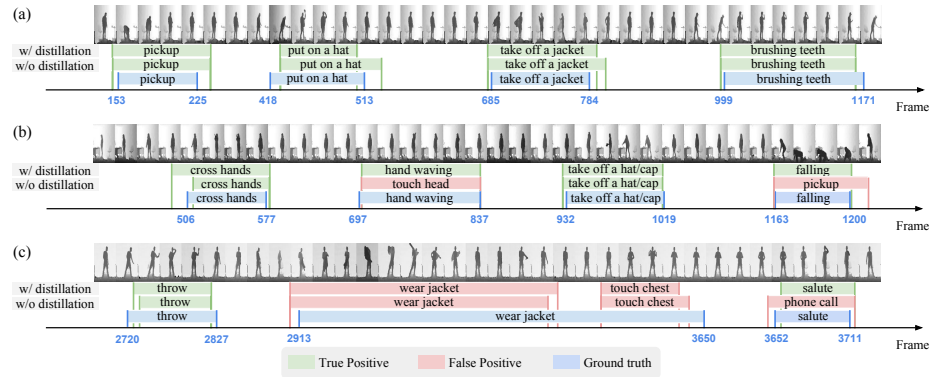 (a)
w/ distillation pickup put on a hat take off a jacket brushing teeth
w/o distillation pickup put on a hat take off a jacket brushing teeth
pickup put on a hat take off a jacket brushing teeth
153 225 418 513 685 784 999 1171 Frame
(b)
w/ distillation cross hands hand waving take off a hat/cap falling
w/o distillation cross hands touch head take off a hat/cap pickup
cross hands hand waving take off a hat/cap falling
506 577 697 837 932 1019 1163 1200 Frame
(c)
w/ distillation throw wear jacket touch chest salute
w/o distillation throw wear jacket touch chest phone call
throw wear jacket salute
2720 2827 2913 3650 3652 3711 Frame
True Positive False Positive Ground truth